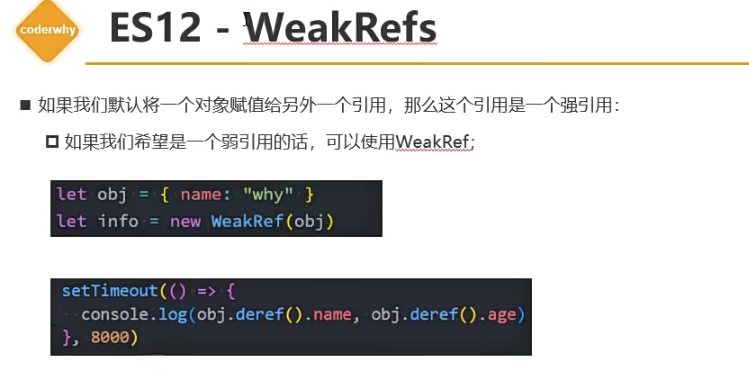 coderwhy
ES12 - WeakRefs
■ 如果我们默认将一个对象赋值给另外一个引用，那么这个引用是一个强引用：
如果我们希望是一个弱引用的话，可以使用WeakRef;
let obj = { name: "why" }
let info = new WeakRef(obj)
setTimeout(() => {
console.log(obj.deref().name, obj.deref().age)
}, 8000)